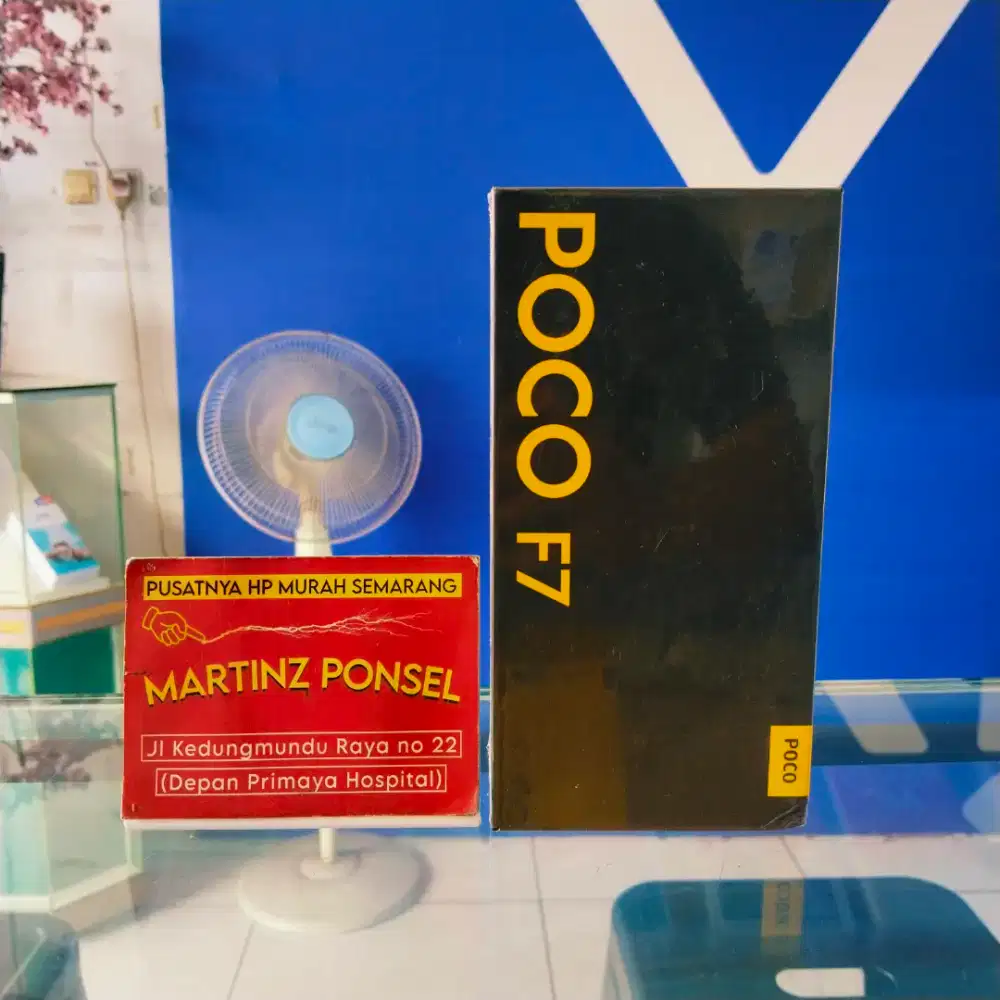 PUSATNYA HP MURAH SEMARANG
MARTINZ PONSEL
Jl Kedungmundu Raya no 22
(Depan Primaya Hospital)
POCO F7
POCO